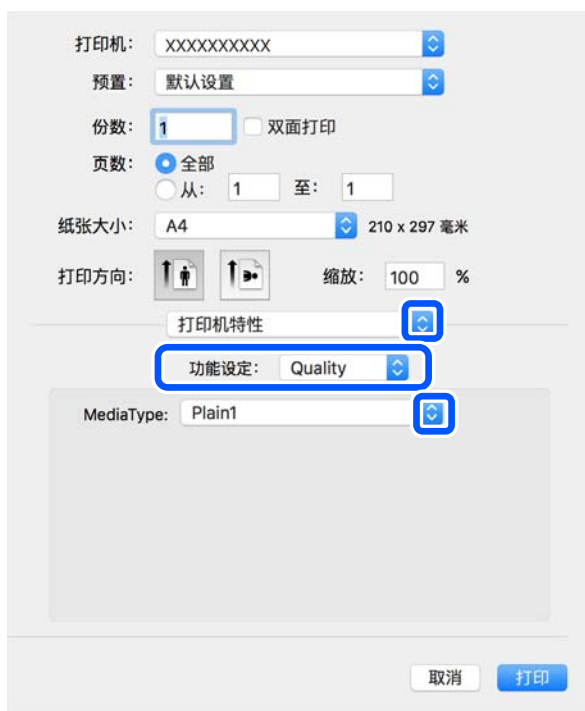 打印机: XXXXXXXXXX
预置: 默认设置
份数: 1 双面打印
页数: 全部
从: 1 至: 1
纸张大小: A4 210 x 297 毫米
打印方向: 缩放: 100 %
打印机特性
功能设定: Quality
MediaType: Plain1
取消 打印